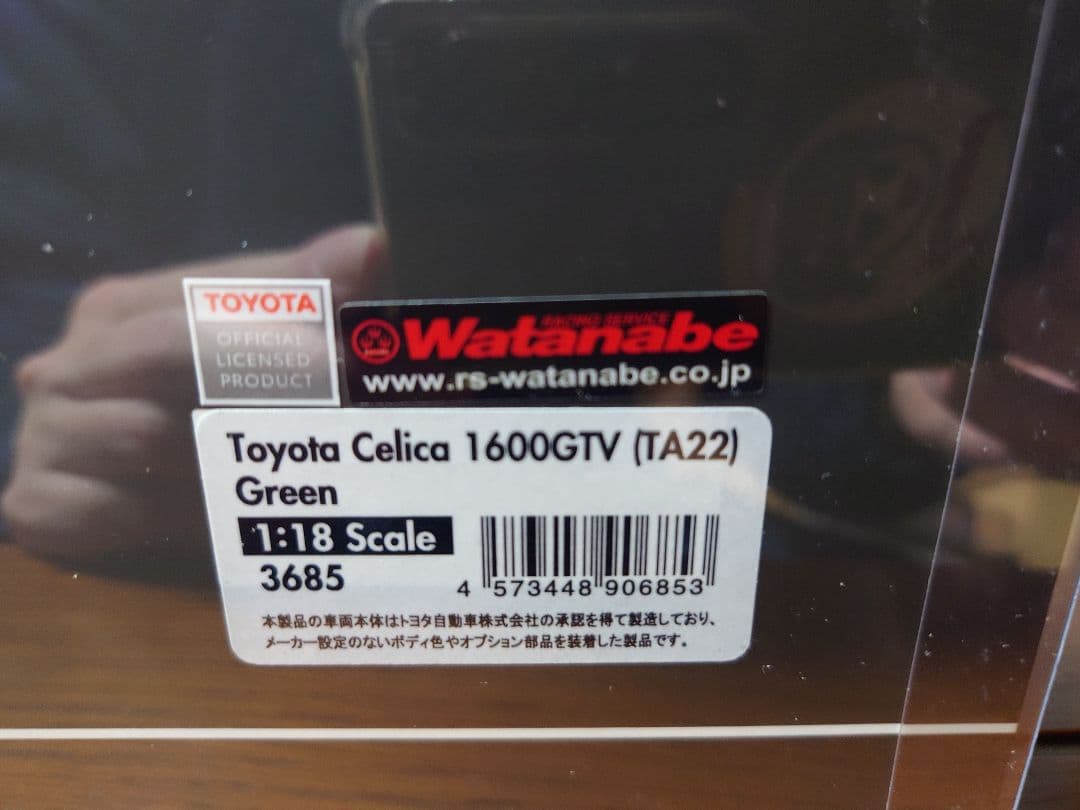 TOYOTA
OFFICIAL
LICENSED
PRODUCT
RACING SERVICE
Watanabe
www.rs-watanabe.co.jp
Toyota Celica 1600GTV (TA22)
Green
1:18 Scale
3685
4 573448 906853
本製品の車両本体はトヨタ自動車株式会社の承認を得て製造しており、
メーカー設定のないボディ色やオプション部品を装着した製品です。